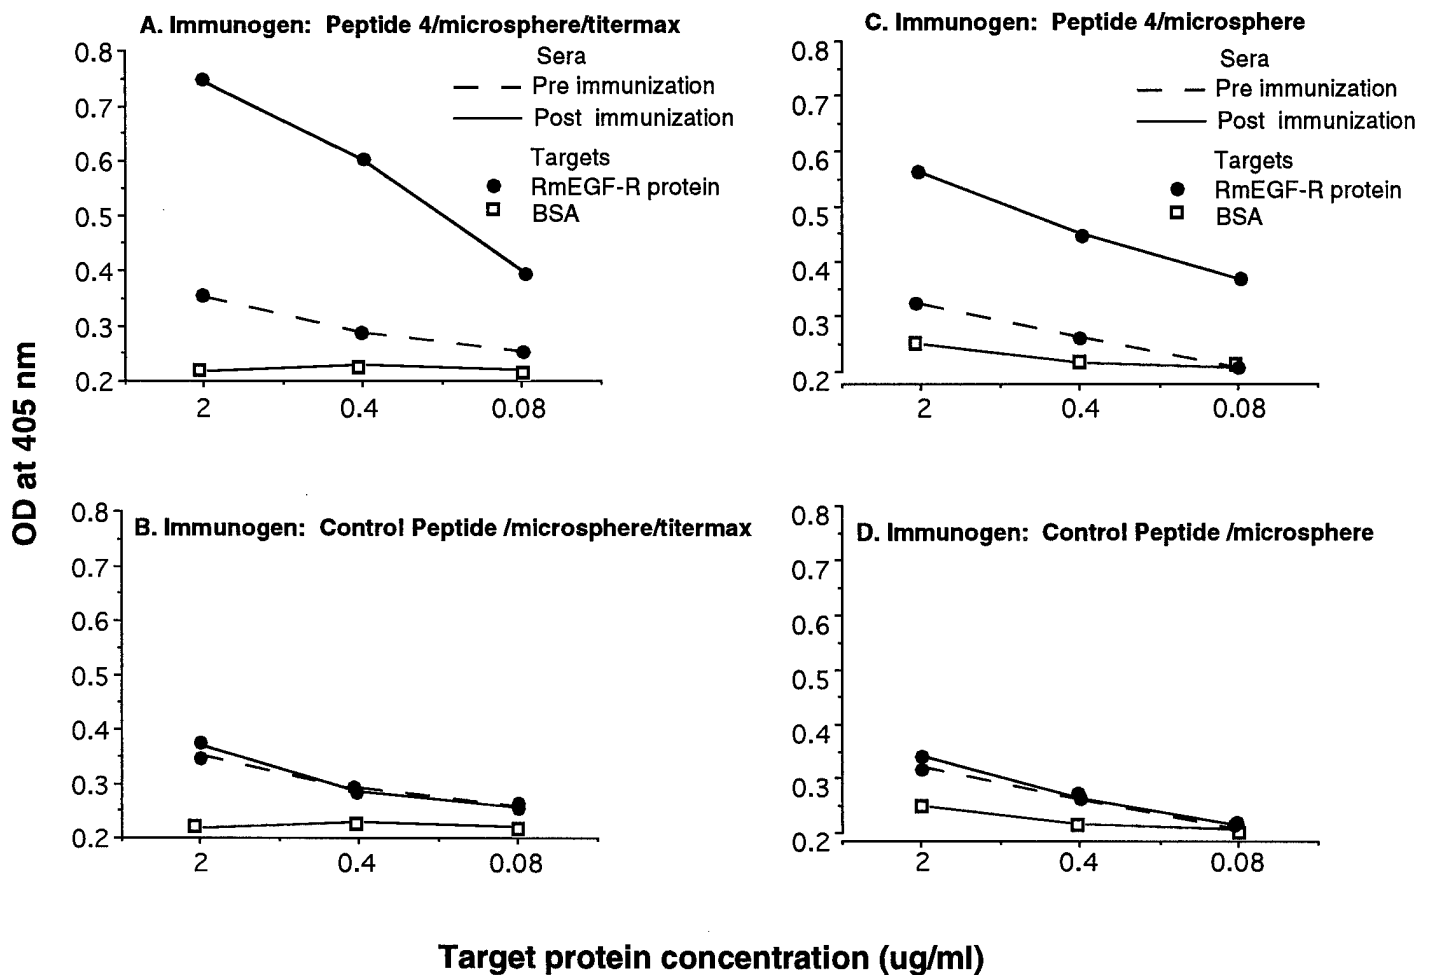 A. Immunogen: Peptide 4/microsphere/titermax
0.8
0.7
0.6
0.5
0.4
0.3
0.2
2
0.4
0.08
Sera
Pre immunization
Post immunization
Targets
RmEGF-R protein
BSA
C. Immunogen: Peptide 4/microsphere
0.8
0.7
0.6
0.5
0.4
0.3
0.2
2
0.4
0.08
Sera
Pre immunization
Post immunization
Targets
RmEGF-R protein
BSA
OD at 405 nm
B. Immunogen: Control Peptide /microsphere/titermax
0.8
0.7
0.6
0.5
0.4
0.3
0.2
2
0.4
0.08
D. Immunogen: Control Peptide /microsphere
0.8
0.7
0.6
0.5
0.4
0.3
0.2
2
0.4
0.08
Target protein concentration (ug/ml)